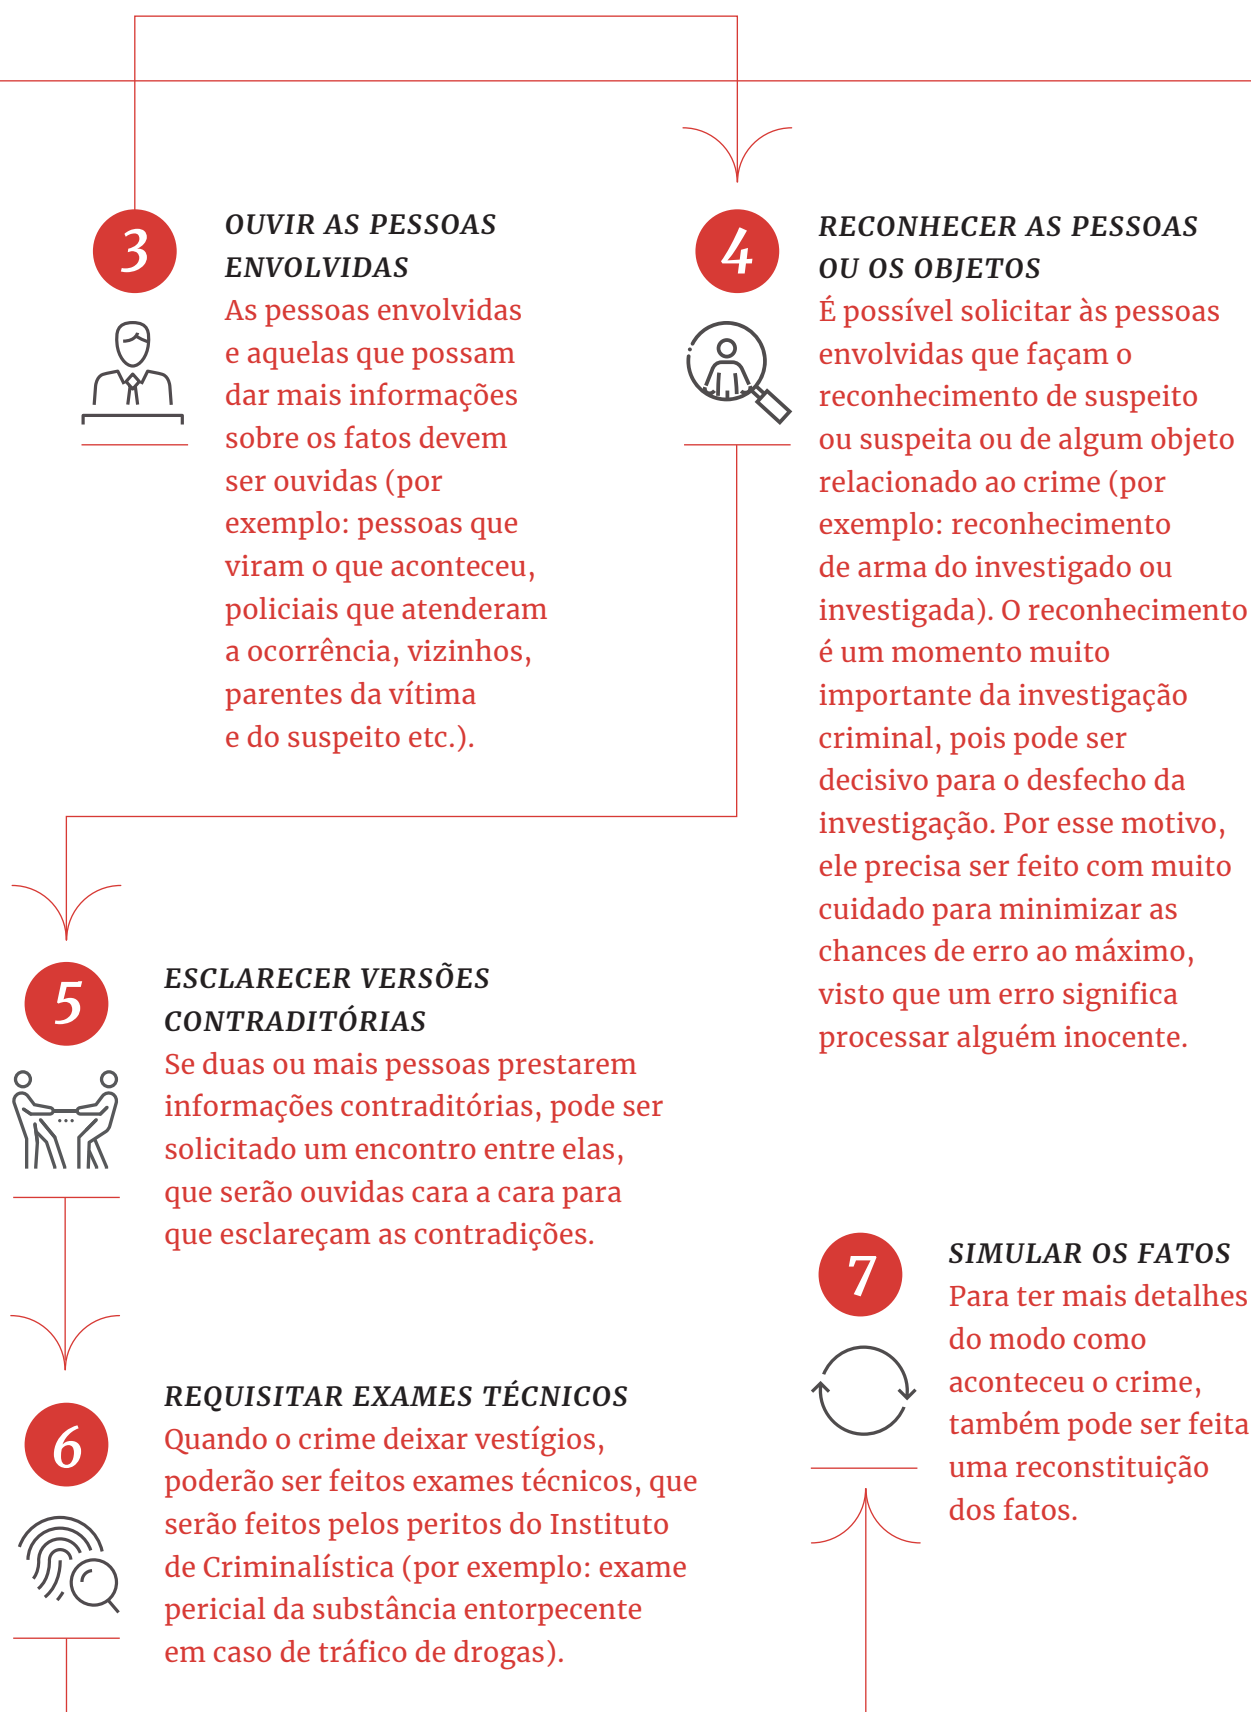 3
OUVIR AS PESSOAS
ENVOLVIDAS
As pessoas envolvidas
e aquelas que possam
dar mais informações
sobre os fatos devem
ser ouvidas (por
exemplo: pessoas que
viram o que aconteceu,
policiais que atenderam
a ocorrência, vizinhos,
parentes da vítima
e do suspeito etc.).
4
RECONHECER AS PESSOAS
OU OS OBJETOS
É possível solicitar às pessoas
envolvidas que façam o
reconhecimento de suspeito
ou suspeita ou de algum objeto
relacionado ao crime (por
exemplo: reconhecimento
de arma do investigado ou
investigada). O reconhecimento
é um momento muito
importante da investigação
criminal, pois pode ser
decisivo para o desfecho da
investigação. Por esse motivo,
ele precisa ser feito com muito
cuidado para minimizar as
chances de erro ao máximo,
visto que um erro significa
processar alguém inocente.
5
ESCLARECER VERSÕES
CONTRADITÓRIAS
Se duas ou mais pessoas prestarem
informações contraditórias, pode ser
solicitado um encontro entre elas,
que serão ouvidas cara a cara para
que esclareçam as contradições.
6
REQUISITAR EXAMES TÉCNICOS
Quando o crime deixar vestígios,
poderão ser feitos exames técnicos, que
serão feitos pelos peritos do Instituto
de Criminalística (por exemplo: exame
pericial da substância entorpecente
em caso de tráfico de drogas).
7
SIMULAR OS FATOS
Para ter mais detalhes
do modo como
aconteceu o crime,
também pode ser feita
uma reconstituição
dos fatos.